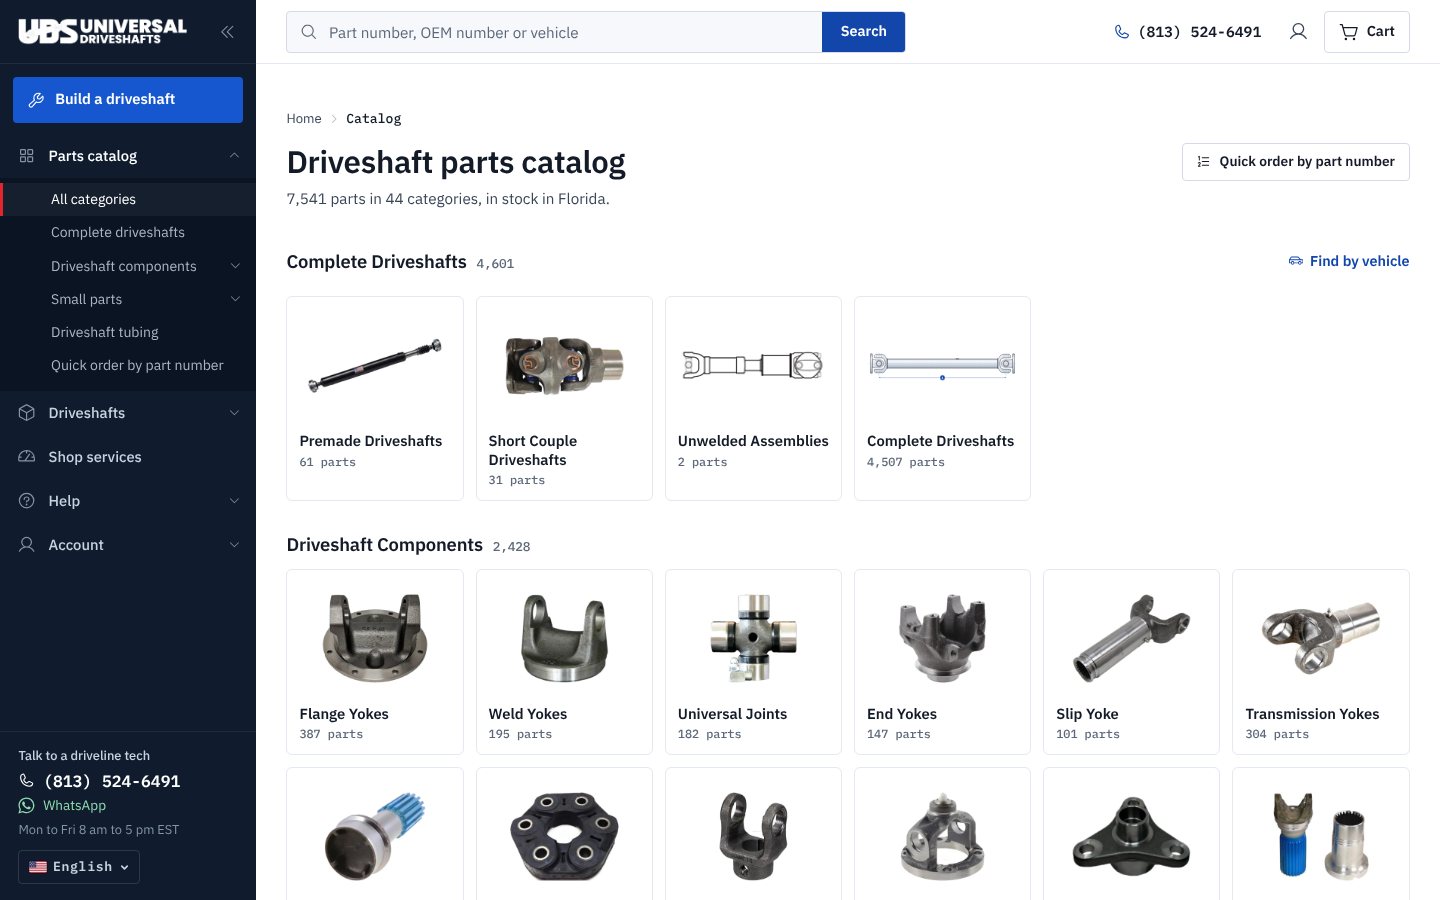 UDS UNIVERSAL
DRIVESHAFTS
Part number, OEM number or vehicle
Search
(813) 524-6491
Cart
Build a driveshaft
Parts catalog
All categories
Complete driveshafts
Driveshaft components
Small parts
Driveshaft tubing
Quick order by part number
Driveshafts
Shop services
Help
Account
Talk to a driveline tech
(813) 524-6491
WhatsApp
Mon to Fri 8 am to 5 pm EST
English
Home
Catalog
Driveshaft parts catalog
Quick order by part number
7,541 parts in 44 categories, in stock in Florida.
Complete Driveshafts 4,601
Find by vehicle
Premade Driveshafts
61 parts
Short Couple
Driveshafts
31 parts
Unwelded Assemblies
2 parts
Complete Driveshafts
4,507 parts
Driveshaft Components 2,428
Flange Yokes
387 parts
Weld Yokes
195 parts
Universal Joints
182 parts
End Yokes
147 parts
Slip Yoke
101 parts
Transmission Yokes
304 parts